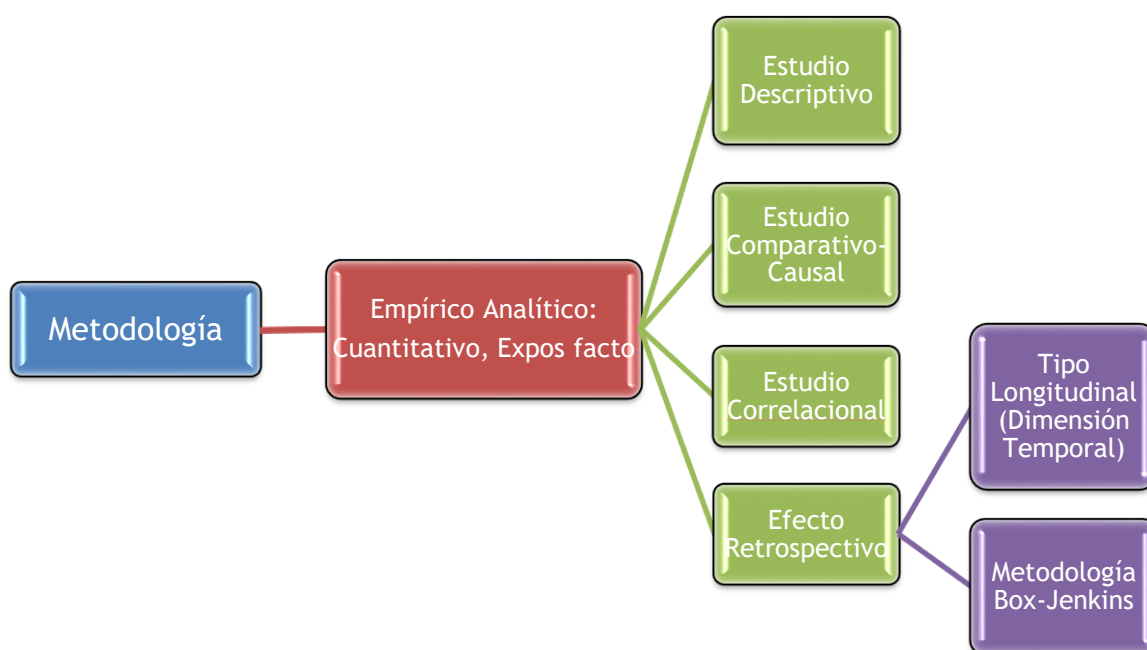 Metodología
Empírico Analítico:
Cuantitativo, Expos facto
Estudio
Descriptivo
Estudio
Comparativo-
Causal
Estudio
Correlacional
Efecto
Retrospectivo
Tipo
Longitudinal
(Dimensión
Temporal)
Metodología
Box-Jenkins